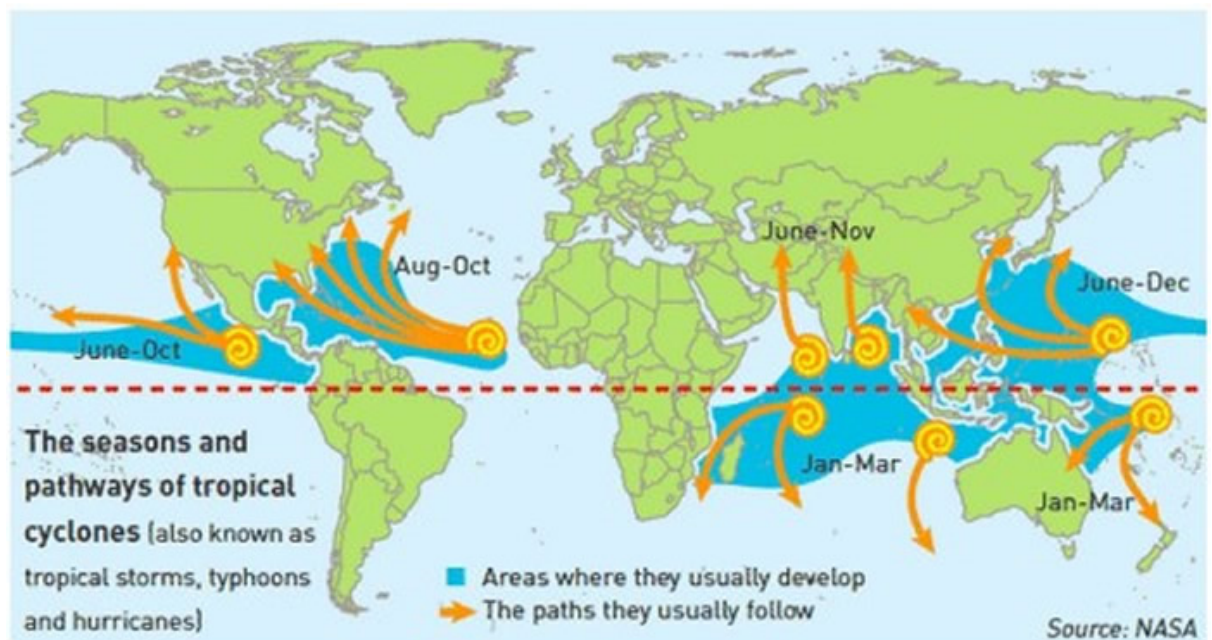 June-Nov
Aug-Oct
June-Dec
June-Oct
The seasons and
pathways of tropical
cyclones (also known as
tropical storms, typhoons
and hurricanes)
Jan-Mar
Jan-Mar
Areas where they usually develop
The paths they usually follow
Source: NASA